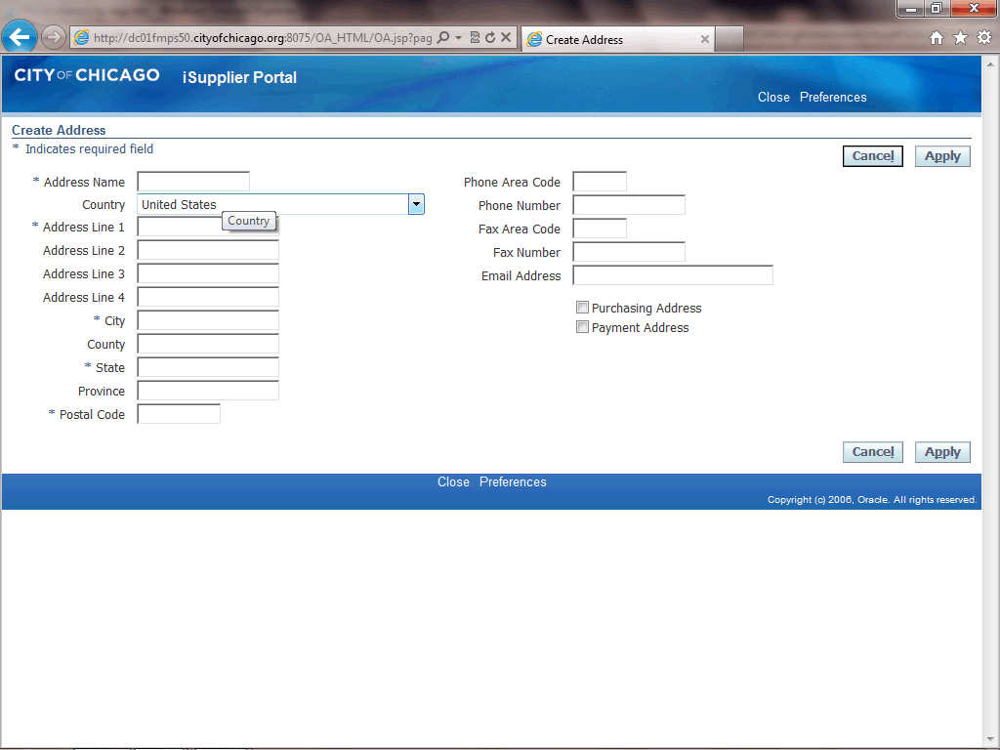 http://dc01fmps50.cityofchicago.org:8075/OA_HTML/OA.jsp?pag
Create Address
CITY OF CHICAGO iSupplier Portal
Close Preferences
Create Address
* Indicates required field
Cancel Apply
* Address Name
Country United States
Country
* Address Line 1
Address Line 2
Address Line 3
Address Line 4
* City
County
* State
Province
* Postal Code
Phone Area Code
Phone Number
Fax Area Code
Fax Number
Email Address
Purchasing Address
Payment Address
Cancel Apply
Close Preferences
Copyright (c) 2006, Oracle. All rights reserved.